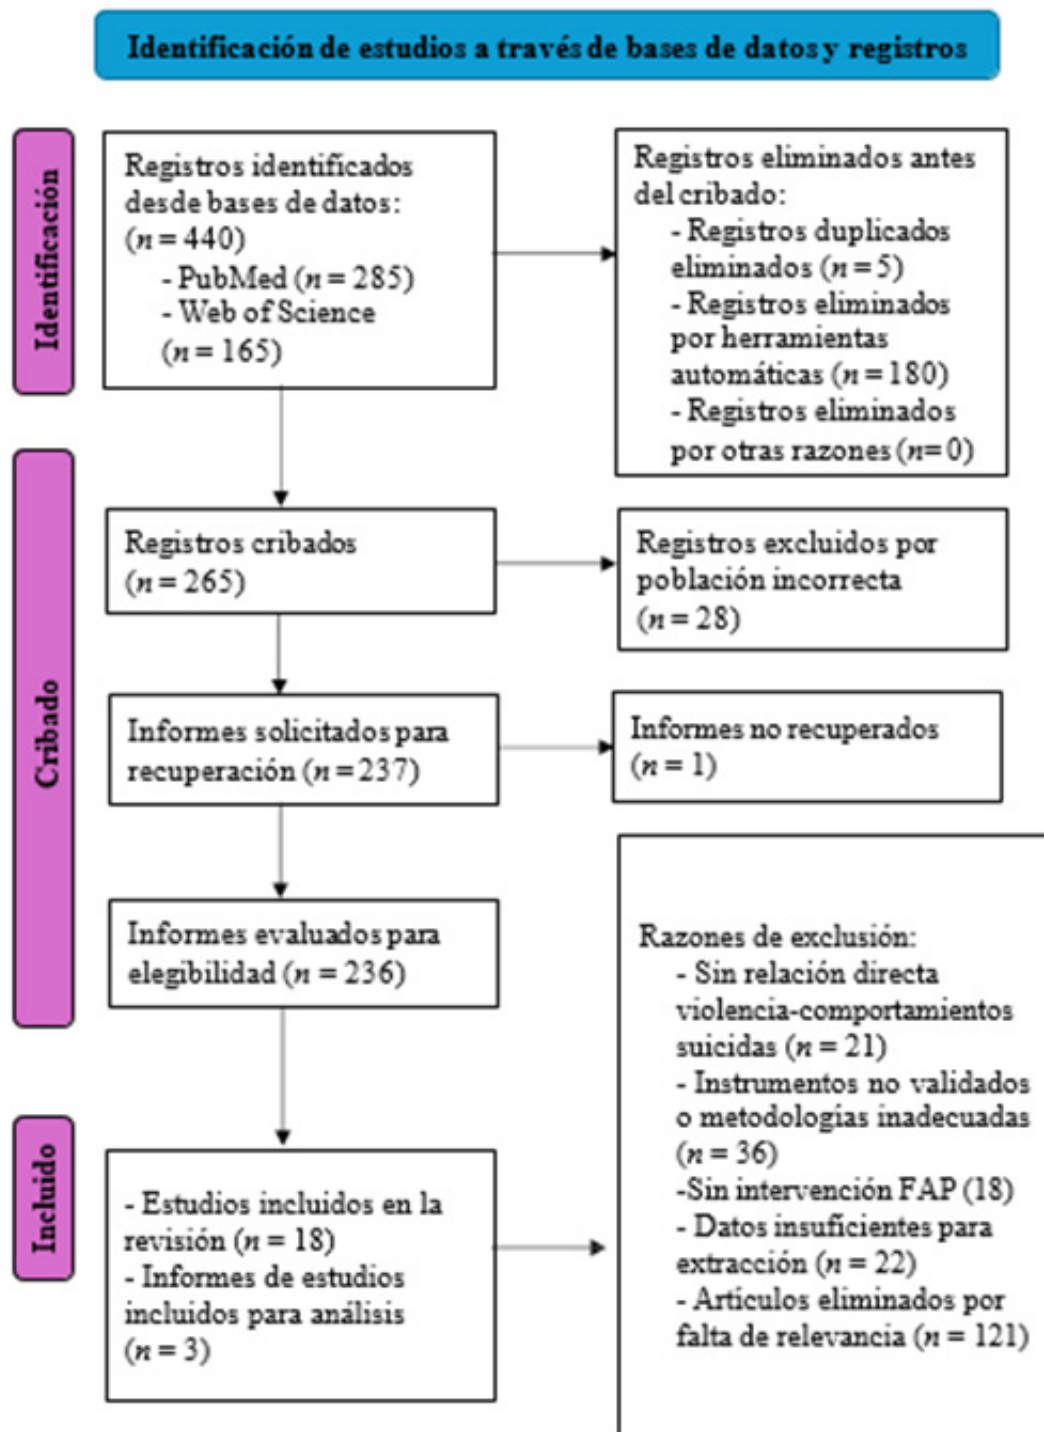 Identificación de estudios a través de bases de datos y registros
Identificación
Registros identificados
desde bases de datos:
(n = 440)
- PubMed (n = 285)
- Web of Science
(n = 165)
Registros eliminados antes
del cribado:
- Registros duplicados
eliminados (n = 5)
- Registros eliminados
por herramientas
automáticas (n = 180)
- Registros eliminados
por otras razones (n= 0)
Cribado
Registros cribados
(n = 265)
Registros excluidos por
población incorrecta
(n = 28)
Informes solicitados para
recuperación (n = 237)
Informes no recuperados
(n = 1)
Informes evaluados para
elegibilidad (n = 236)
Razones de exclusión:
- Sin relación directa
violencia-comportamientos
suicidas (n = 21)
- Instrumentos no validados
o metodologías inadecuadas
(n = 36)
-Sin intervención FAP (18)
- Datos insuficientes para
extracción (n = 22)
- Artículos eliminados por
falta de relevancia (n = 121)
Incluido
- Estudios incluidos en la
revisión (n = 18)
- Informes de estudios
incluidos para análisis
(n = 3)